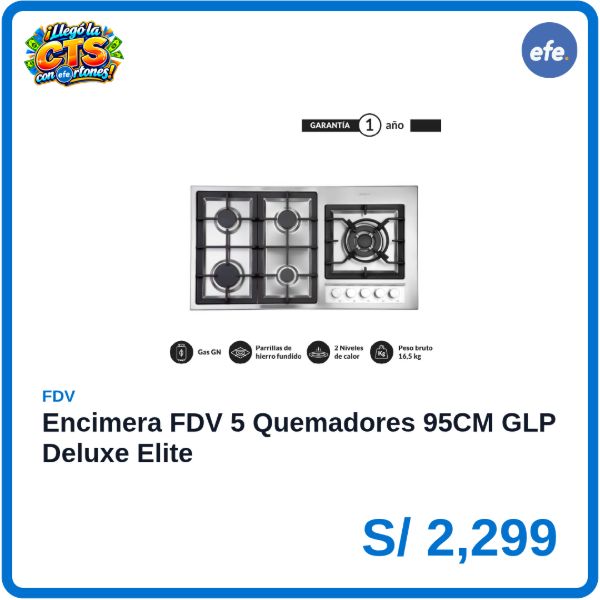 ¡Llegó la
CTS
con efertones!
efe.
GARANTÍA 1 año
Gas GN
Parrillas de
hierro fundido
2 Niveles
de calor
Kg
Peso bruto
16,5 kg
FDV
Encimera FDV 5 Quemadores 95CM GLP
Deluxe Elite
S/ 2,299